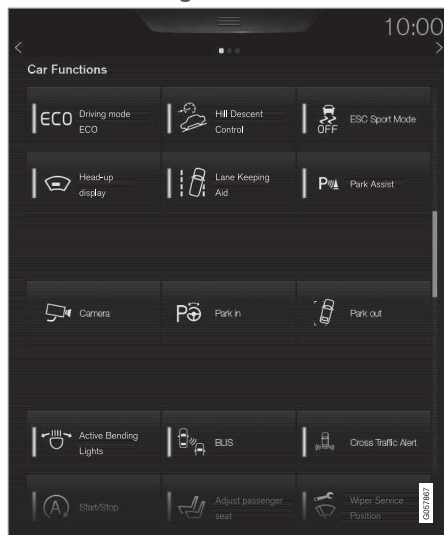 10:00
Car Functions
ECO Driving mode
ECO
Hill Descent
Control
OFF ESC Sport Mode
Head-up
display
Lane Keeping
Aid
P Park Assist
Camera
P Park in
Park out
Active Bending
Lights
BLIS
Cross Traffic Alert
A Start/Stop
Adjust passenger
seat
Wiper Service
Position
G057867